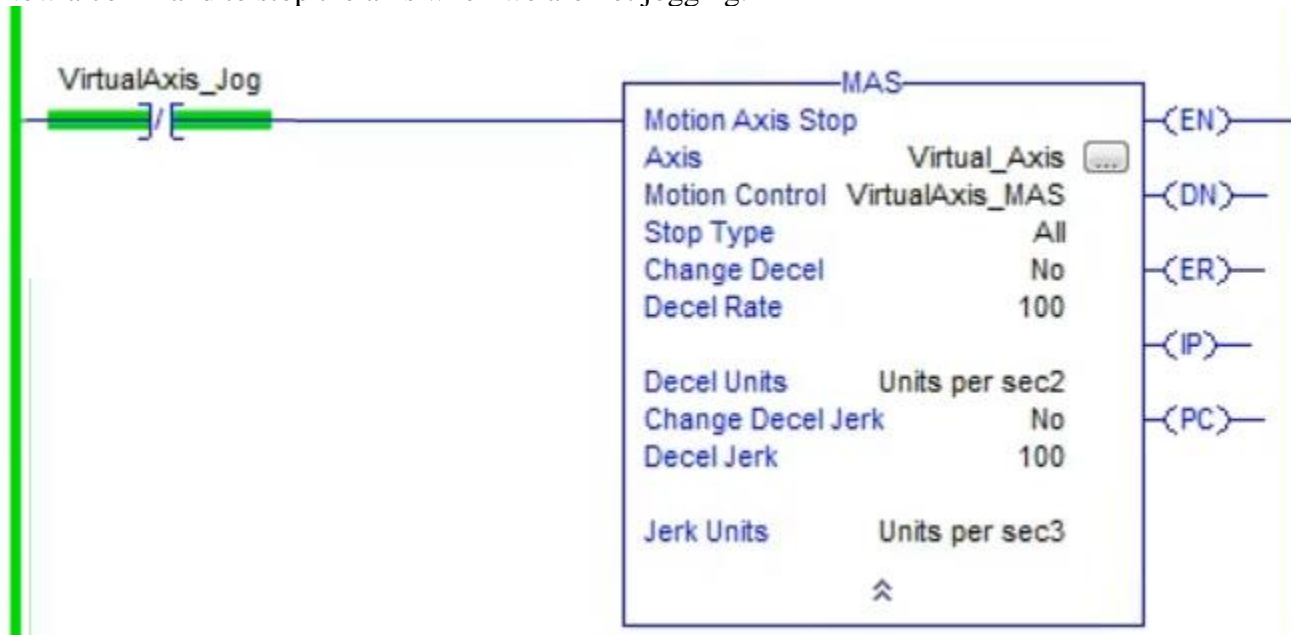 VirtualAxis_Jog
MAS
Motion Axis Stop
(EN)
Axis Virtual_Axis ...
Motion Control VirtualAxis_MAS
(DN)
Stop Type All
Change Decel No
(ER)
Decel Rate 100
(IP)
Decel Units Units per sec2
Change Decel Jerk No
(PC)
Decel Jerk 100
Jerk Units Units per sec3